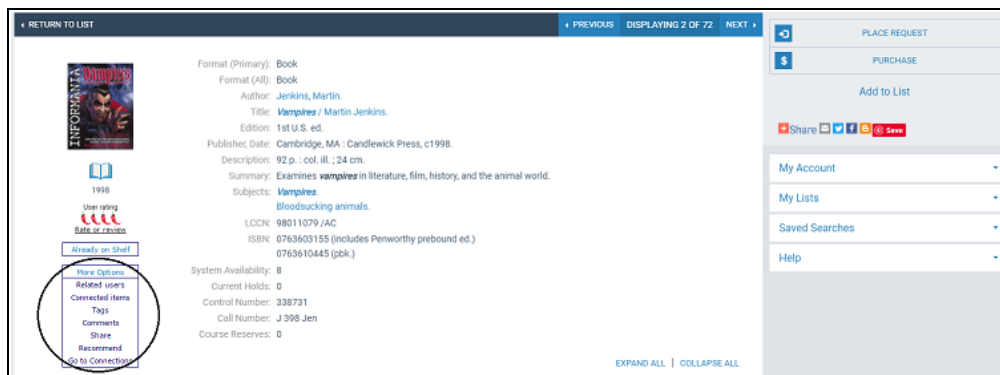 RETURN TO LIST
PREVIOUS DISPLAYING 2 OF 72 NEXT
INFORMANIA
Vampires
1998
User rating
Rate or review
Already on Shelf
More Options
Related users
Connected items
Tags
Comments
Share
Recommend
Go to Connections
Format (Primary): Book
Format (All): Book
Author: Jenkins, Martin.
Title: Vampires / Martin Jenkins.
Edition: 1st U.S. ed.
Publisher, Date: Cambridge, MA : Candlewick Press, c1998.
Description: 92 p. : col. ill. ; 24 cm.
Summary: Examines vampires in literature, film, history, and the animal world.
Subjects: Vampires
Bloodsucking animals.
LCCN: 98011079 /AC
ISBN: 0763603155 (includes Penworthy prebound ed.)
0763610445 (pbk.)
System Availability: 8
Current Holds: 0
Control Number: 338731
Call Number: J 398 Jen
Course Reserves: 0
EXPAND ALL | COLLAPSE ALL
PLACE REQUEST
$ PURCHASE
Add to List
Share Save
My Account
My Lists
Saved Searches
Help